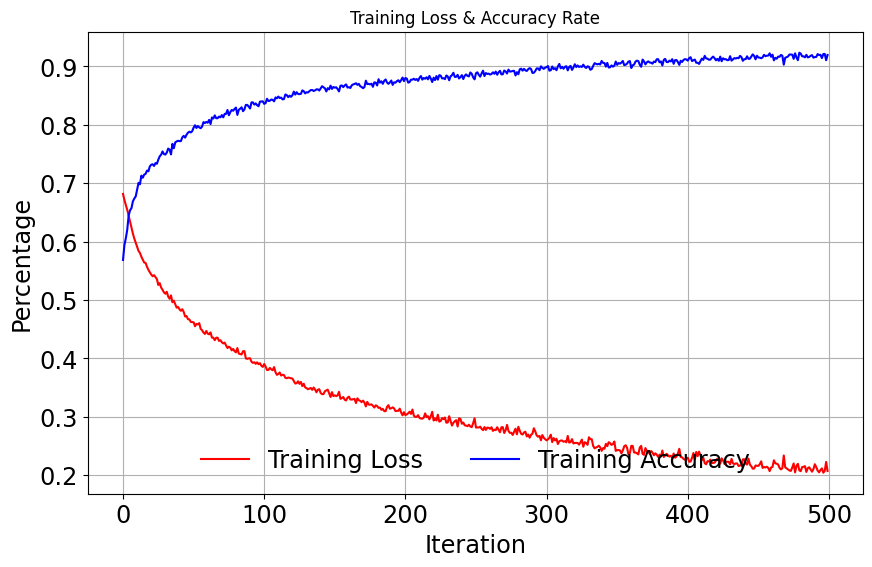 Training Loss & Accuracy Rate
Percentage
0.9
0.8
0.7
0.6
0.5
0.4
0.3
0.2
Training Loss
Training Accuracy
0
100
200
300
400
500
Iteration